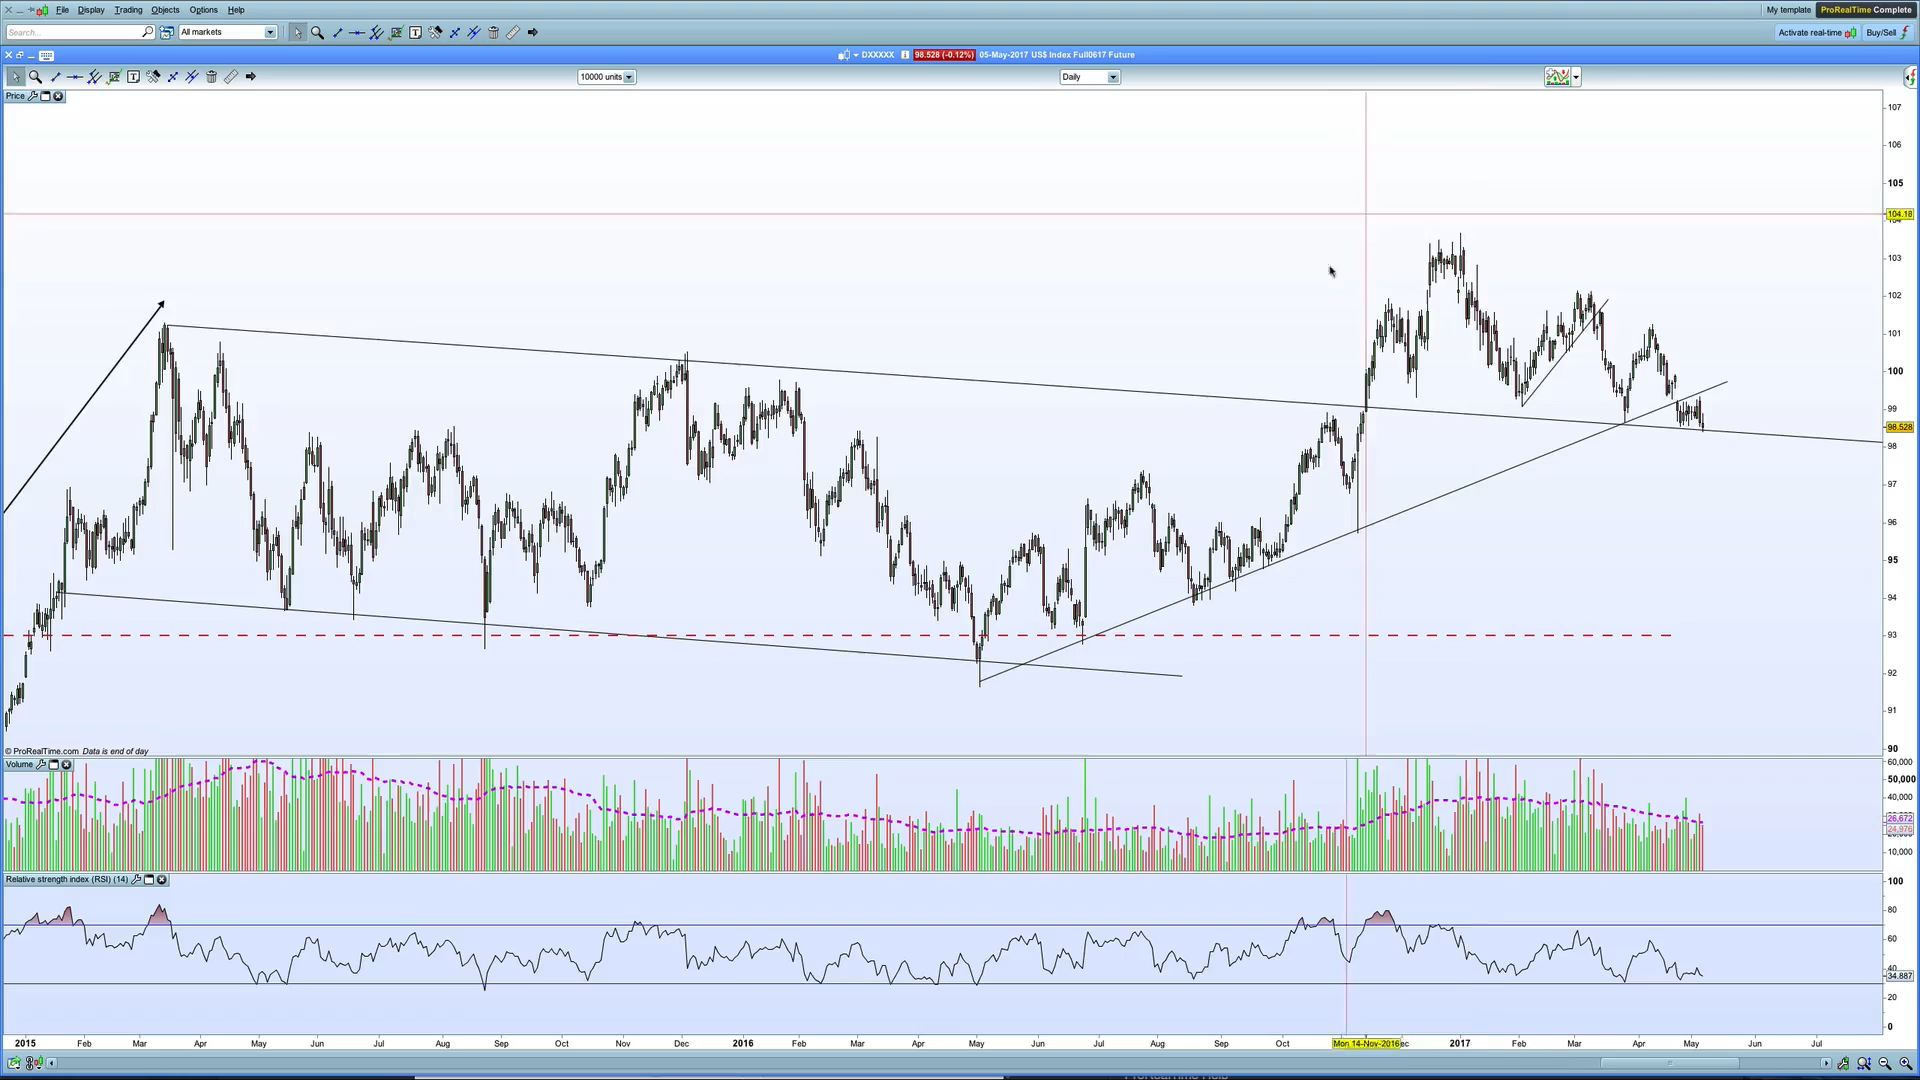 File Display Trading Objects Options Help
My template ProRealTime Complete
Search... All markets
Activate real-time Buy/Sell
DXXXXX 98.528 (-0.12%) 05-May-2017 US$ Index Full0617 Future
10000 units Daily
Price
107
106
105
104.18
103
102
101
100
99
98.528
98
97
96
95
94
93
92
91
90
© ProRealTime.com Data is end of day
Volume
60,000
50,000
40,000
26,672
24,976
10,000
Relative strength index (RSI) (14)
100
80
60
40
34.887
20
0
2015 Feb Mar Apr May Jun Jul Aug Sep Oct Nov Dec 2016 Feb Mar Apr May Jun Jul Aug Sep Oct Mon 14-Nov-2016 ec 2017 Feb Mar Apr May Jun Jul